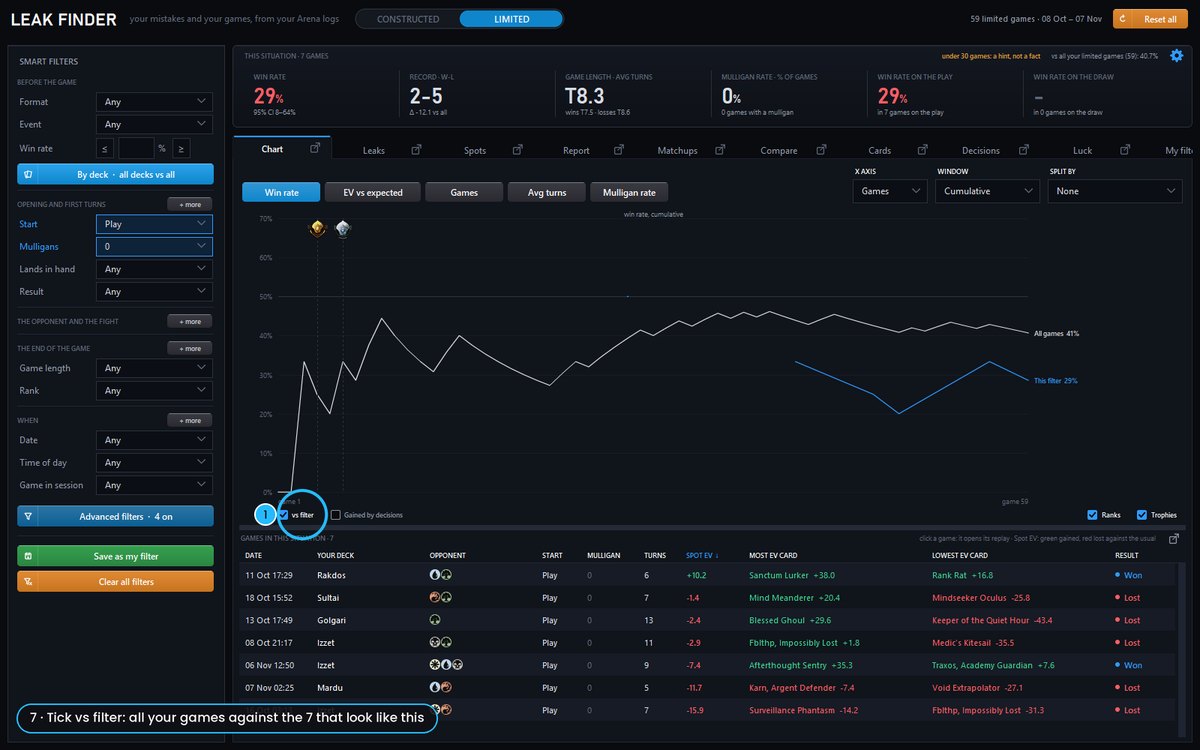 LEAK FINDER your mistakes and your games, from your Arena logs CONSTRUCTED LIMITED 59 limited games · 08 Oct – 07 Nov Reset all
SMART FILTERS
BEFORE THE GAME
Format Any
Event Any
Win rate ≤ % ≥
By deck · all decks vs all
OPENING AND FIRST TURNS + more
Start Play
Mulligans 0
Lands in hand Any
Result Any
THE OPPONENT AND THE FIGHT + more
THE END OF THE GAME + more
Game length Any
Rank Any
WHEN + more
Date Any
Time of day Any
Game in session Any
Advanced filters · 4 on
Save as my filter
Clear all filters
THIS SITUATION · 7 GAMES under 30 games: a hint, not a fact vs all your limited games (59): 40.7%
WIN RATE RECORD · W-L GAME LENGTH · AVG TURNS MULLIGAN RATE · % OF GAMES WIN RATE ON THE PLAY WIN RATE ON THE DRAW
29% 2-5 T8.3 0% 29% –
95% CI 8–64% Δ -12.1 vs all wins T7.5 · losses T8.6 0 games with a mulligan in 7 games on the play in 0 games on the draw
Chart Leaks Spots Report Matchups Compare Cards Decisions Luck My filt
X AXIS WINDOW SPLIT BY
Win rate EV vs expected Games Avg turns Mulligan rate Games Cumulative None
win rate, cumulative
70%
60%
50%
40%
30%
20%
10%
0%
All games 41%
This filter 29%
game 1 game 59
1 vs filter Gained by decisions Ranks Trophies
GAMES IN THIS SITUATION · 7 click a game: it opens its replay · Spot EV: green gained, red lost against the usual
DATE YOUR DECK OPPONENT START MULLIGAN TURNS SPOT EV ↓ MOST EV CARD LOWEST EV CARD RESULT
11 Oct 17:29 Rakdos Play 0 6 +10.2 Sanctum Lurker +38.0 Rank Rat +16.8 Won
18 Oct 15:52 Sultai Play 0 7 -1.4 Mind Meanderer +20.4 Mindseeker Oculus -25.8 Lost
13 Oct 17:49 Golgari Play 0 13 -2.4 Blessed Ghoul +29.6 Keeper of the Quiet Hour -43.4 Lost
08 Oct 21:17 Izzet Play 0 11 -2.9 Fblthp, Impossibly Lost +1.8 Medic's Kitesail -35.5 Lost
06 Nov 12:50 Izzet Play 0 9 -7.4 Afterthought Sentry +35.3 Traxos, Academy Guardian +7.6 Won
07 Nov 02:25 Mardu Play 0 5 -11.7 Karn, Argent Defender -7.4 Void Extrapolator -27.1 Lost
Play 0 7 -15.9 Surveillance Phantasm -14.2 Fblthp, Impossibly Lost -31.3 Lost
7 · Tick vs filter: all your games against the 7 that look like this